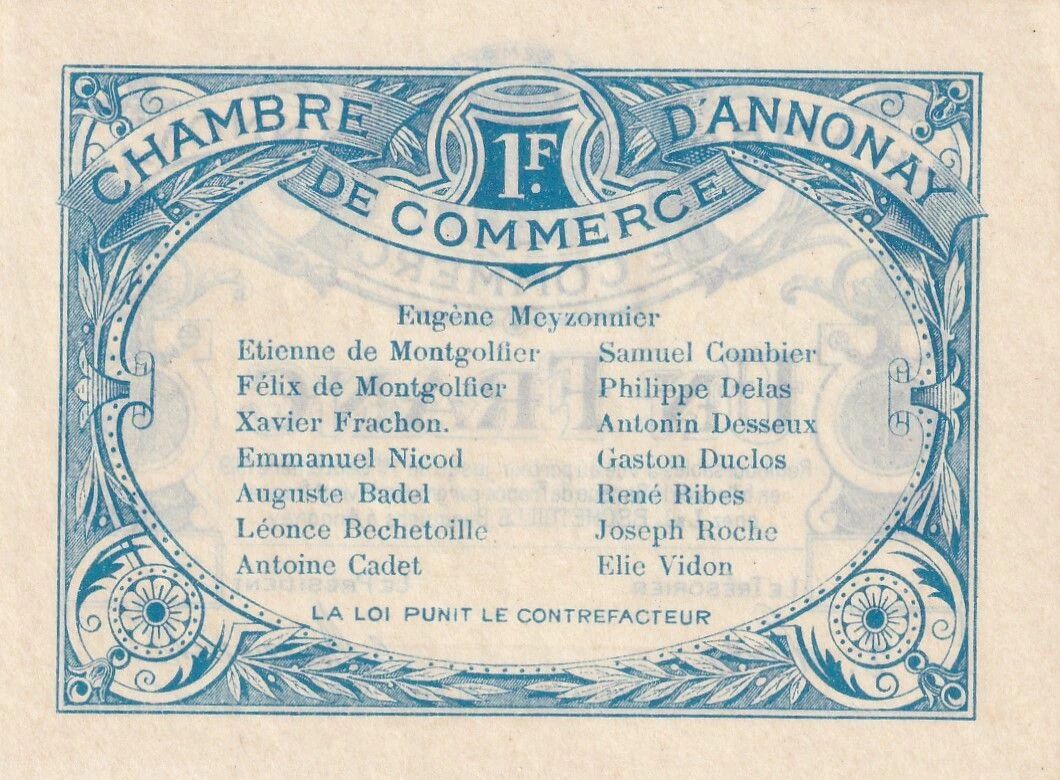 CHAMBRE
D'ANNONAY
1F.
DE COMMERCE
Eugène Meyzonnier
Etienne de Montgolfier
Samuel Combier
Félix de Montgolfier
Philippe Delas
Xavier Frachon.
Antonin Desseux
Emmanuel Nicod
Gaston Duclos
Auguste Badel
René Ribes
Léonce Bechetoille
Joseph Roche
Antoine Cadet
Elie Vidon
LA LOI PUNIT LE CONTREFACTEUR